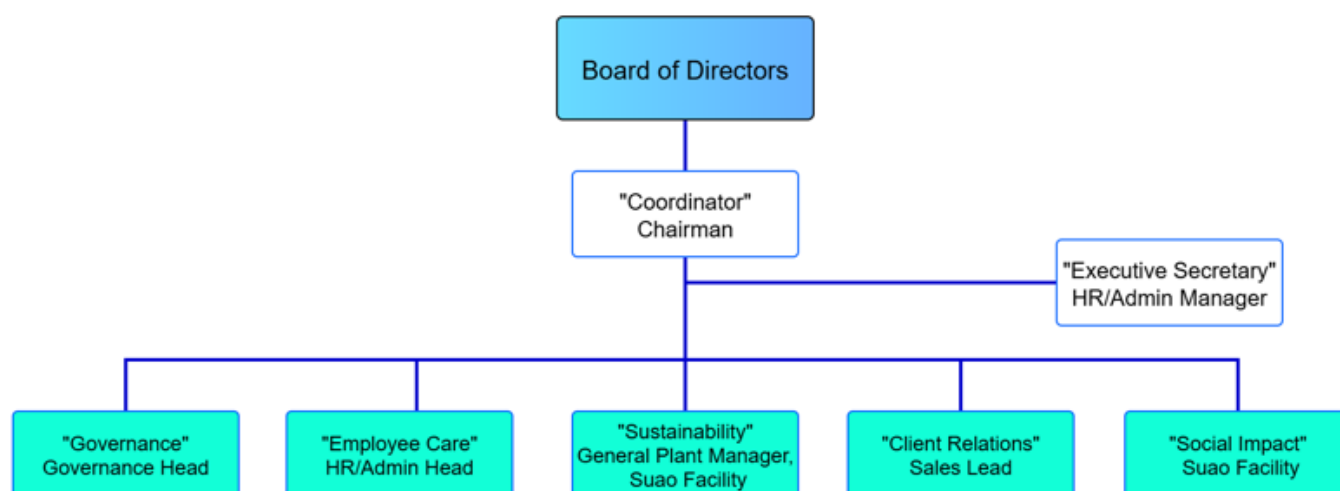 Board of Directors
"Coordinator"
Chairman
"Executive Secretary"
HR/Admin Manager
"Governance"
Governance Head
"Employee Care"
HR/Admin Head
"Sustainability"
General Plant Manager,
Suao Facility
"Client Relations"
Sales Lead
"Social Impact"
Suao Facility